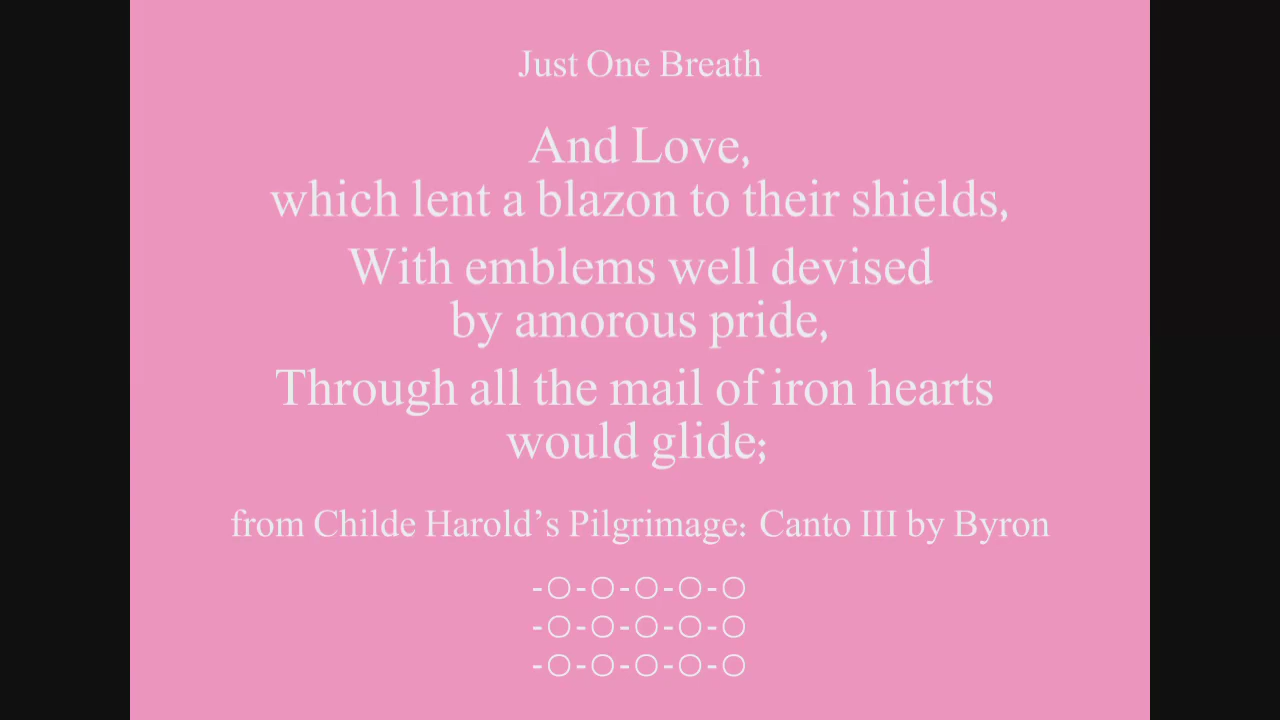 Just One Breath
And Love,
which lent a blazon to their shields,
With emblems well devised
by amorous pride,
Through all the mail of iron hearts
would glide;
from Childe Harold’s Pilgrimage: Canto III by Byron
-O-O-O-O-O
-O-O-O-O-O
-O-O-O-O-O